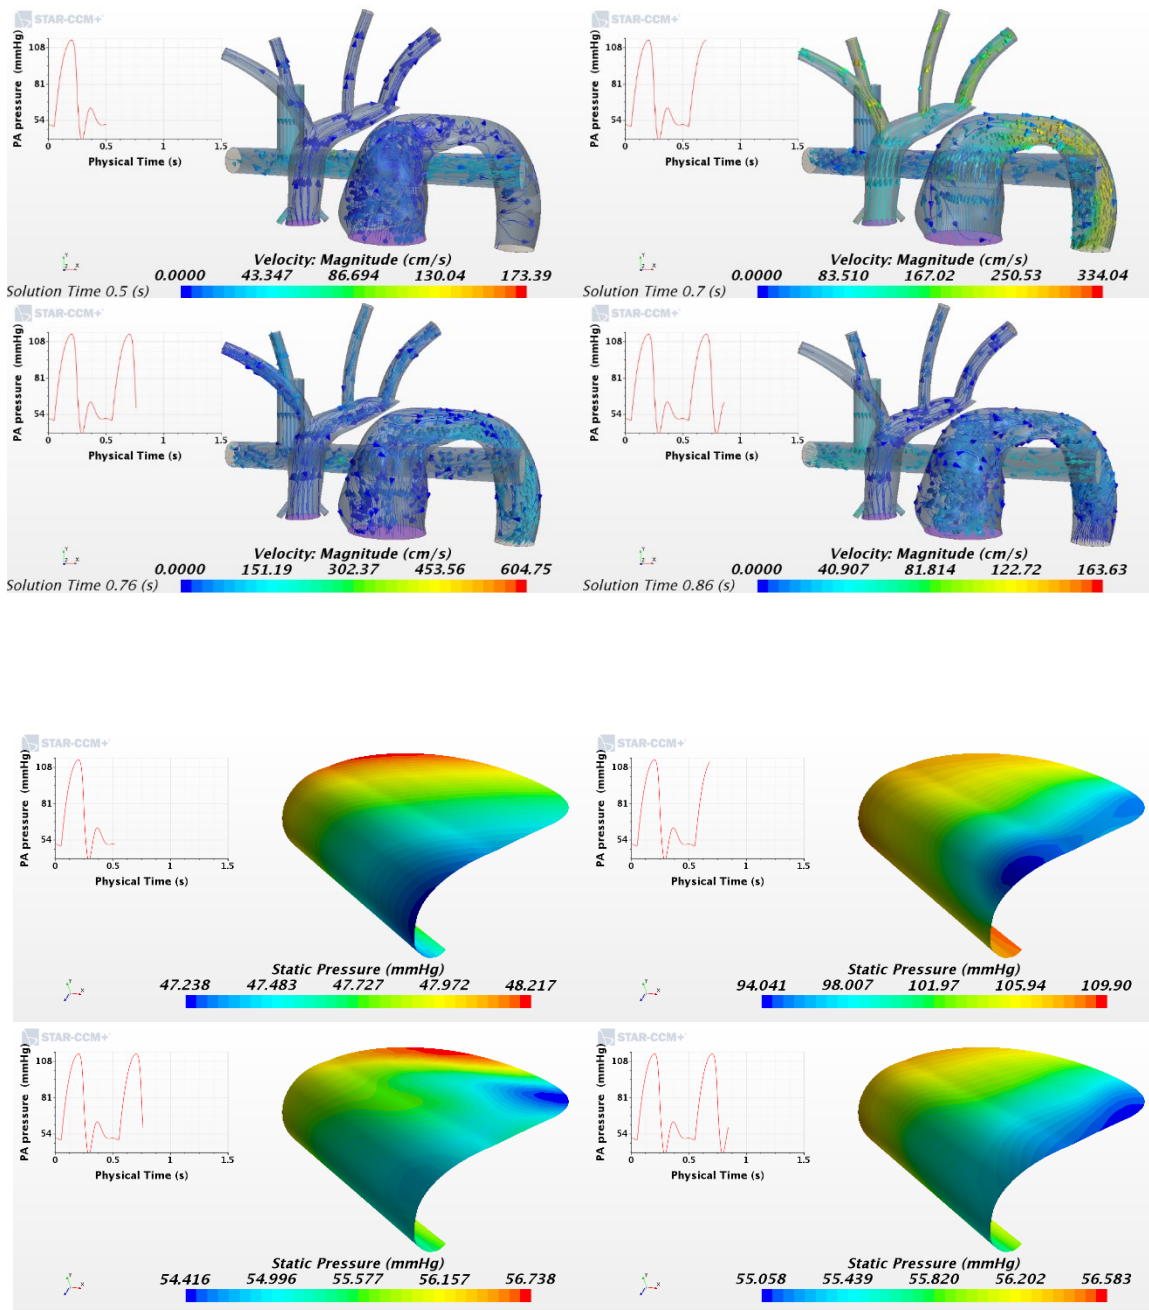 STAR-CCM+
PA pressure (mmHg)
108
81
54
0
0.5
1
1.5
Physical Time (s)
Velocity: Magnitude (cm/s)
0.0000 43.347 86.694 130.04 173.39
Solution Time 0.5 (s)
STAR-CCM+
PA pressure (mmHg)
108
81
54
0
0.5
1
1.5
Physical Time (s)
Velocity: Magnitude (cm/s)
0.0000 83.510 167.02 250.53 334.04
Solution Time 0.7 (s)
STAR-CCM+
PA pressure (mmHg)
108
81
54
0
0.5
1
1.5
Physical Time (s)
Velocity: Magnitude (cm/s)
0.0000 151.19 302.37 453.56 604.75
Solution Time 0.76 (s)
STAR-CCM+
PA pressure (mmHg)
108
81
54
0
0.5
1
1.5
Physical Time (s)
Velocity: Magnitude (cm/s)
0.0000 40.907 81.814 122.72 163.63
Solution Time 0.86 (s)
STAR-CCM+
PA pressure (mmHg)
108
81
54
0
0.5
1
1.5
Physical Time (s)
Static Pressure (mmHg)
47.238 47.483 47.727 47.972 48.217
STAR-CCM+
PA pressure (mmHg)
108
81
54
0
0.5
1
1.5
Physical Time (s)
Static Pressure (mmHg)
94.041 98.007 101.97 105.94 109.90
STAR-CCM+
PA pressure (mmHg)
108
81
54
0
0.5
1
1.5
Physical Time (s)
Static Pressure (mmHg)
54.416 54.996 55.577 56.157 56.738
STAR-CCM+
PA pressure (mmHg)
108
81
54
0
0.5
1
1.5
Physical Time (s)
Static Pressure (mmHg)
55.058 55.439 55.820 56.202 56.583